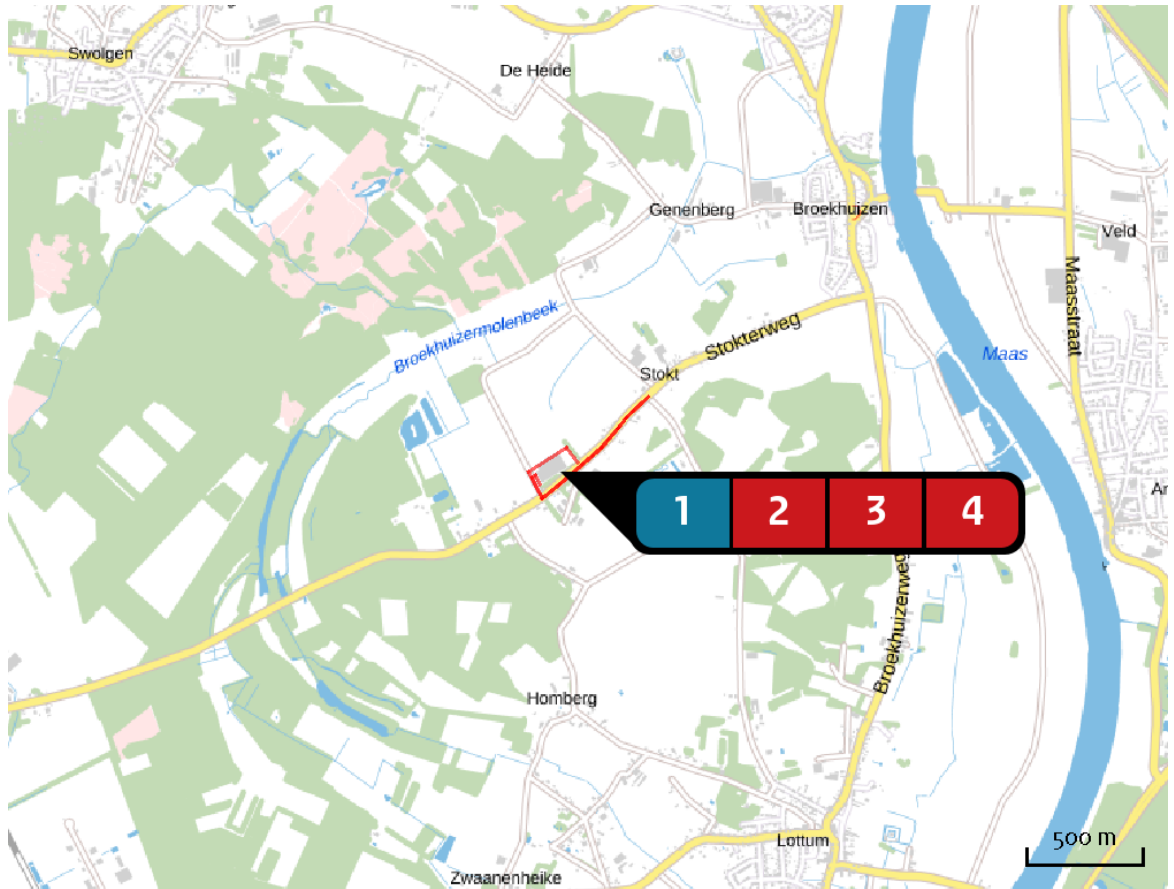 Swolgen
De Heide
Genenberg
Broekhuizen
Veld
Maasstraat
Broekhuizermolenbeek
Stokterweg
Maas
Stokt
1 2 3 4
Broekhuizerweg
Homberg
Lottum
500 m
Zwaanenheike